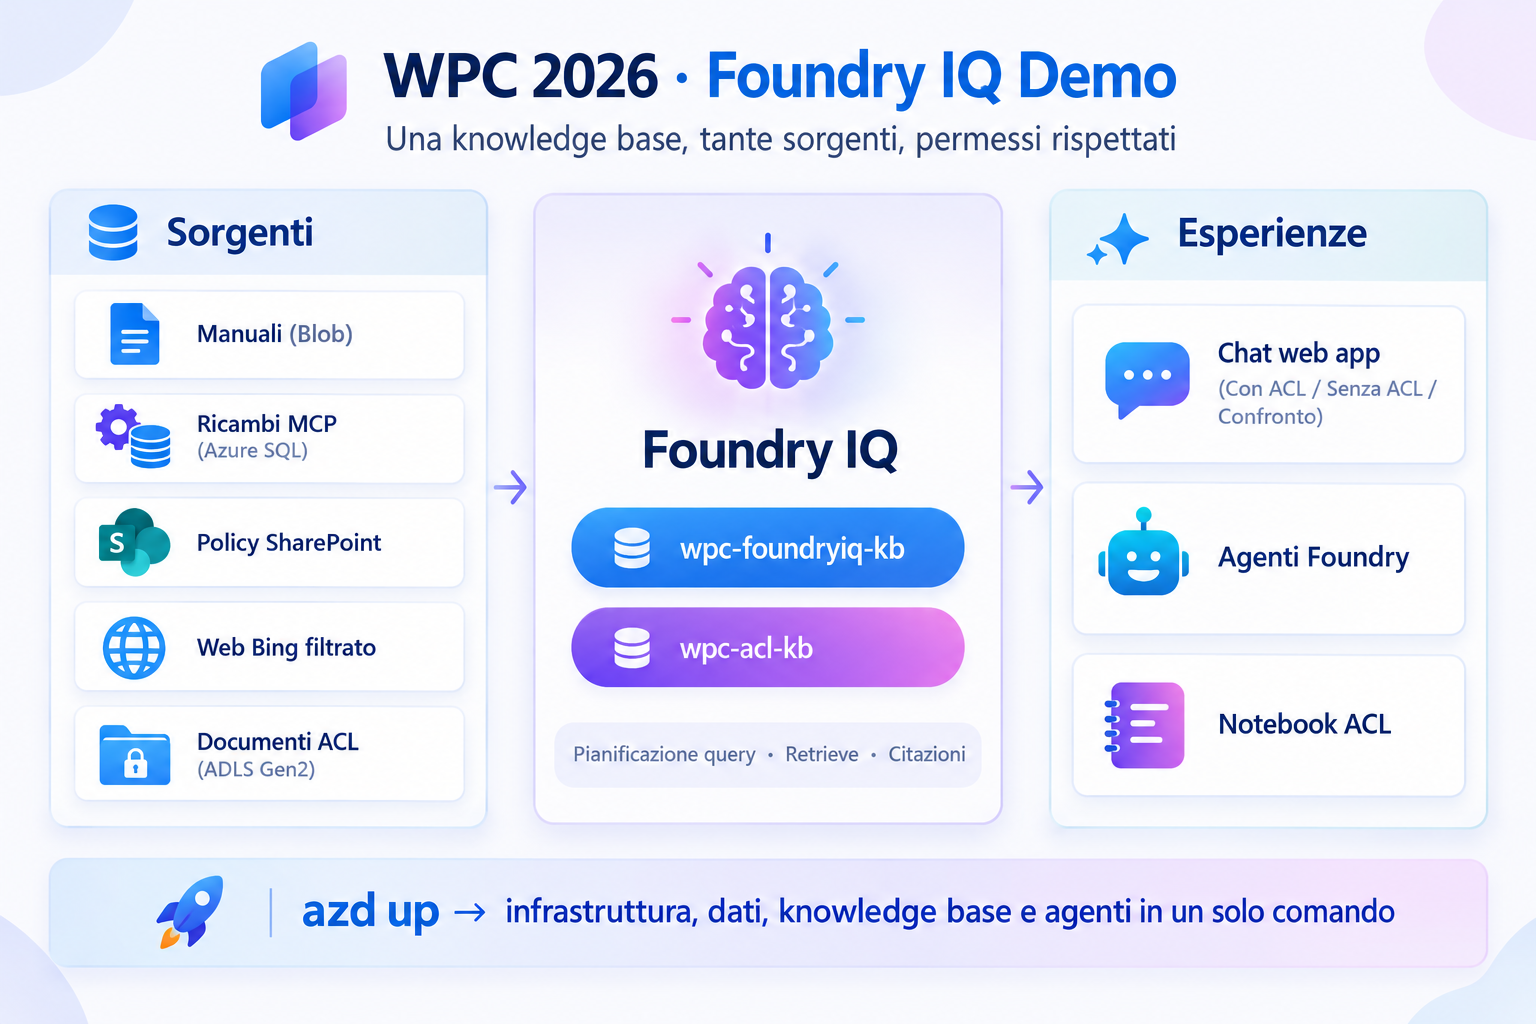 WPC 2026 · Foundry IQ Demo
Una knowledge base, tante sorgenti, permessi rispettati
Sorgenti
Manuali (Blob)
Ricambi MCP
(Azure SQL)
S
Policy SharePoint
Web Bing filtrato
Documenti ACL
(ADLS Gen2)
Foundry IQ
wpc-foundryiq-kb
wpc-acl-kb
Pianificazione query • Retrieve • Citazioni
Esperienze
Chat web app
(Con ACL / Senza ACL /
Confronto)
Agenti Foundry
Notebook ACL
azd up → infrastruttura, dati, knowledge base e agenti in un solo comando